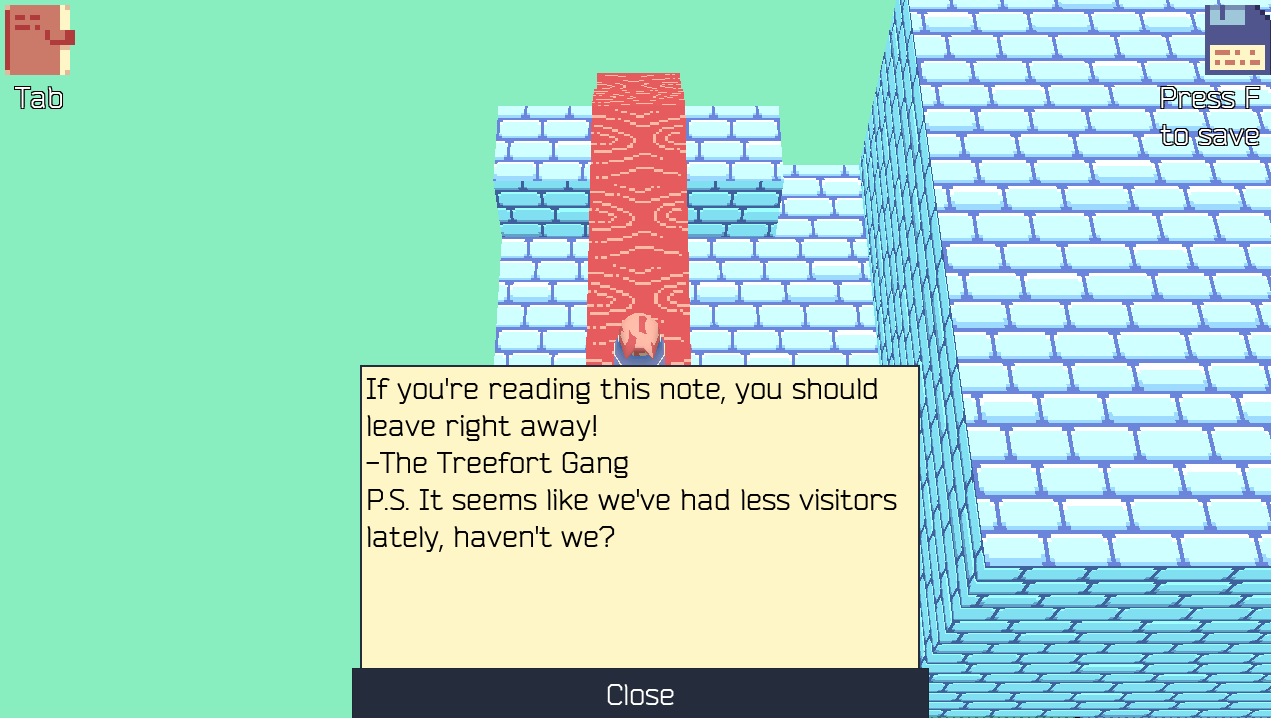 Tab
Press F
to save
If you're reading this note, you should
leave right away!
-The Treefort Gang
P.S. It seems like we've had less visitors
lately, haven't we?
Close